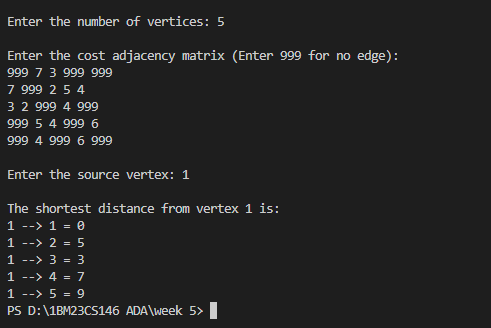 Enter the number of vertices: 5
Enter the cost adjacency matrix (Enter 999 for no edge):
999 7 3 999 999
7 999 2 5 4
3 2 999 4 999
999 5 4 999 6
999 4 999 6 999
Enter the source vertex: 1
The shortest distance from vertex 1 is:
1 --> 1 = 0
1 --> 2 = 5
1 --> 3 = 3
1 --> 4 = 7
1 --> 5 = 9
PS D:\1BM23CS146 ADA\week 5>